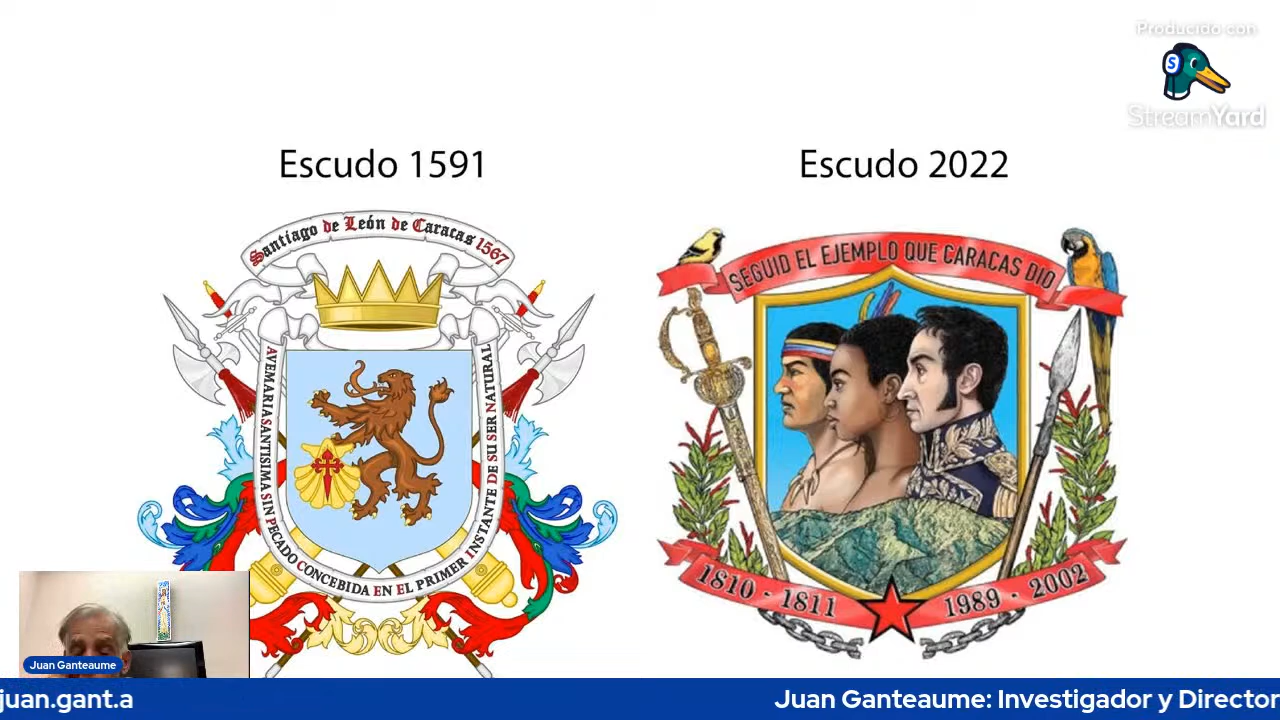 Producido con
S
StreamYard
Escudo 1591
Escudo 2022
Santiago de León de Caracas 1567
AVEMARIA SANTISIMA SIN PECADO CONCEBIDA EN EL PRIMER INSTANTE DE SU SER NATURAL
SEGUID EL EJEMPLO QUE CARACAS DIO
1810 - 1811
1989 - 2002
Juan Ganteaume
juan.gant.a
Juan Ganteaume: Investigador y Director